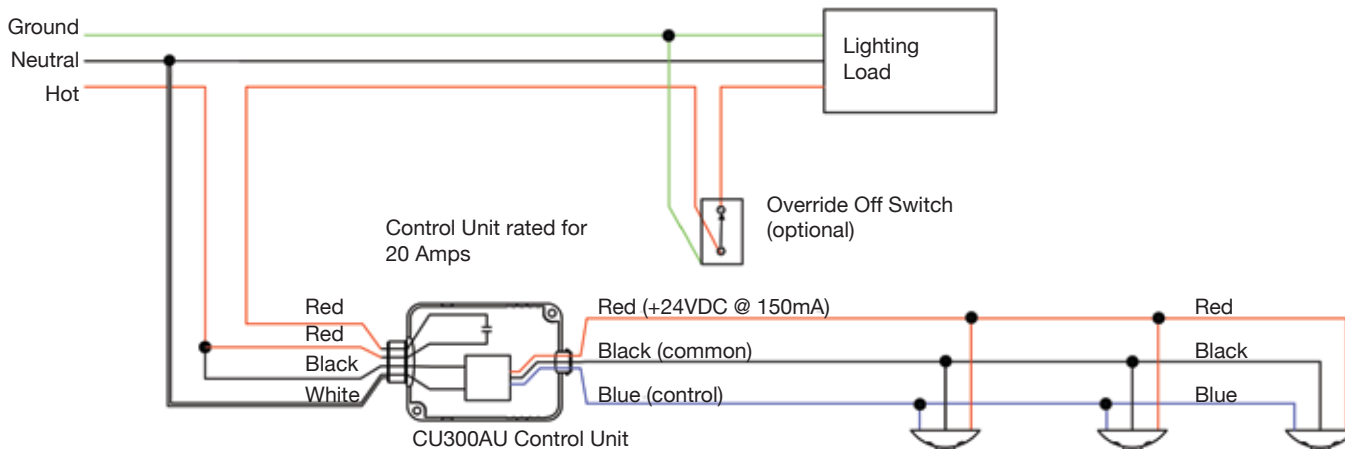 Ground
Neutral
Hot
Lighting
Load
Override Off Switch
(optional)
Control Unit rated for
20 Amps
Red
Red
Black
White
Red (+24VDC @ 150mA)
Black (common)
Blue (control)
Red
Black
Blue
CU300AU Control Unit